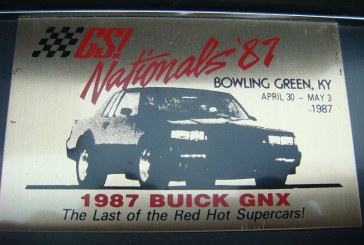 GS!
Nationals '87
BOWLING GREEN, KY
APRIL 30 - MAY 3
1987
1987 BUICK GNX
The Last of the Red Hot Supercars!